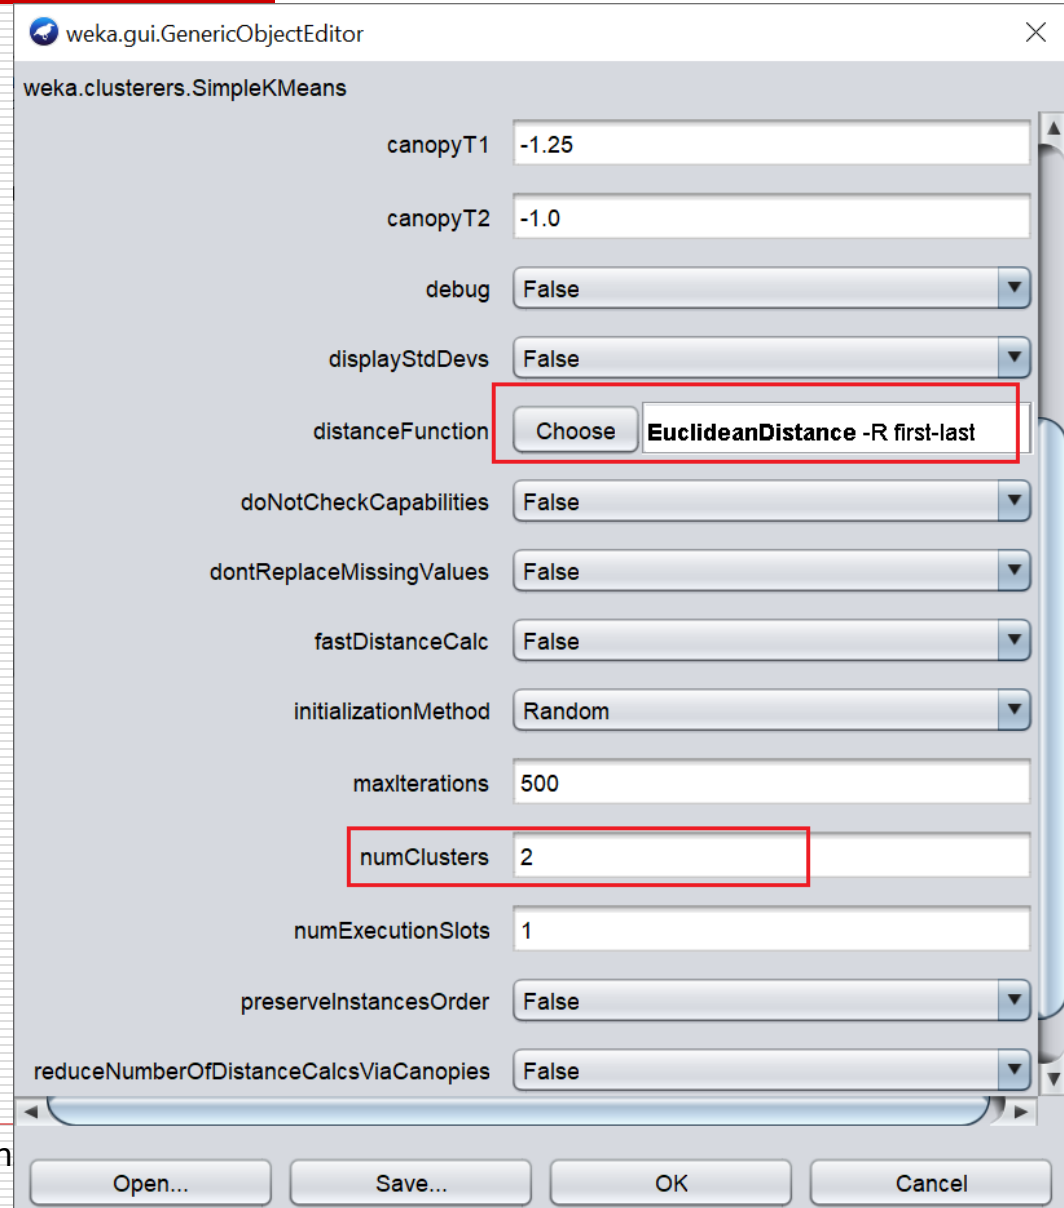 weka.gui.GenericObjectEditor
weka.clusterers.SimpleKMeans
canopyT1 -1.25
canopyT2 -1.0
debug False
displayStdDevs False
distanceFunction Choose EuclideanDistance -R first-last
doNotCheckCapabilities False
dontReplaceMissingValues False
fastDistanceCalc False
initializationMethod Random
maxIterations 500
numClusters 2
numExecutionSlots 1
preserveInstancesOrder False
reduceNumberOfDistanceCalcsViaCanopies False
Open... Save... OK Cancel